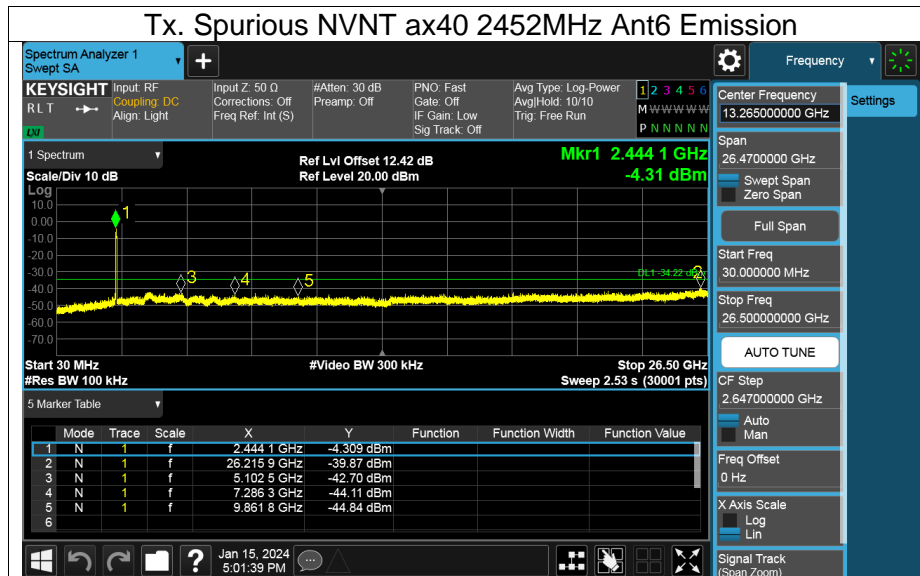 Tx. Spurious NVNT ax40 2452MHz Ant6 Emission
Spectrum Analyzer 1
Swept SA
+
Frequency
KEYSIGHT
RLT
LXI
Input: RF
Coupling: DC
Align: Light
Input Z: 50 Ω
Corrections: Off
Freq Ref: Int (S)
#Atten: 30 dB
Preamp: Off
PNO: Fast
Gate: Off
IF Gain: Low
Sig Track: Off
Avg Type: Log-Power
Avg|Hold: 10/10
Trig: Free Run
1 2 3 4 5 6
M W W W W W
P N N N N N
Center Frequency
13.265000000 GHz
Settings
Span
26.4700000 GHz
Swept Span
Zero Span
Full Span
Start Freq
30.000000 MHz
Stop Freq
26.500000000 GHz
AUTO TUNE
CF Step
2.647000000 GHz
Auto
Man
Freq Offset
0 Hz
X Axis Scale
Log
Lin
Signal Track
(Span Zoom)
1 Spectrum
Scale/Div 10 dB
Ref Lvl Offset 12.42 dB
Ref Level 20.00 dBm
Mkr1 2.444 1 GHz
-4.31 dBm
Log
10.0
0.00
-10.0
-20.0
-30.0
-40.0
-50.0
-60.0
-70.0
1
3
4
5
2
DL1 -34.22 dBm
Start 30 MHz
#Video BW 300 kHz
Stop 26.50 GHz
#Res BW 100 kHz
Sweep 2.53 s (30001 pts)
5 Marker Table
Mode Trace Scale X Y Function Function Width Function Value
1 N 1 f 2.444 1 GHz -4.309 dBm
2 N 1 f 26.215 9 GHz -39.87 dBm
3 N 1 f 5.102 5 GHz -42.70 dBm
4 N 1 f 7.286 3 GHz -44.11 dBm
5 N 1 f 9.861 8 GHz -44.84 dBm
6
?
Jan 15, 2024
5:01:39 PM